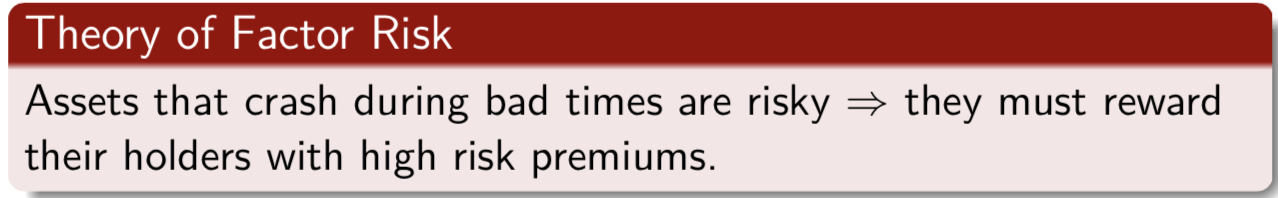 Theory of Factor Risk
Assets that crash during bad times are risky ⇒ they must reward
their holders with high risk premiums.